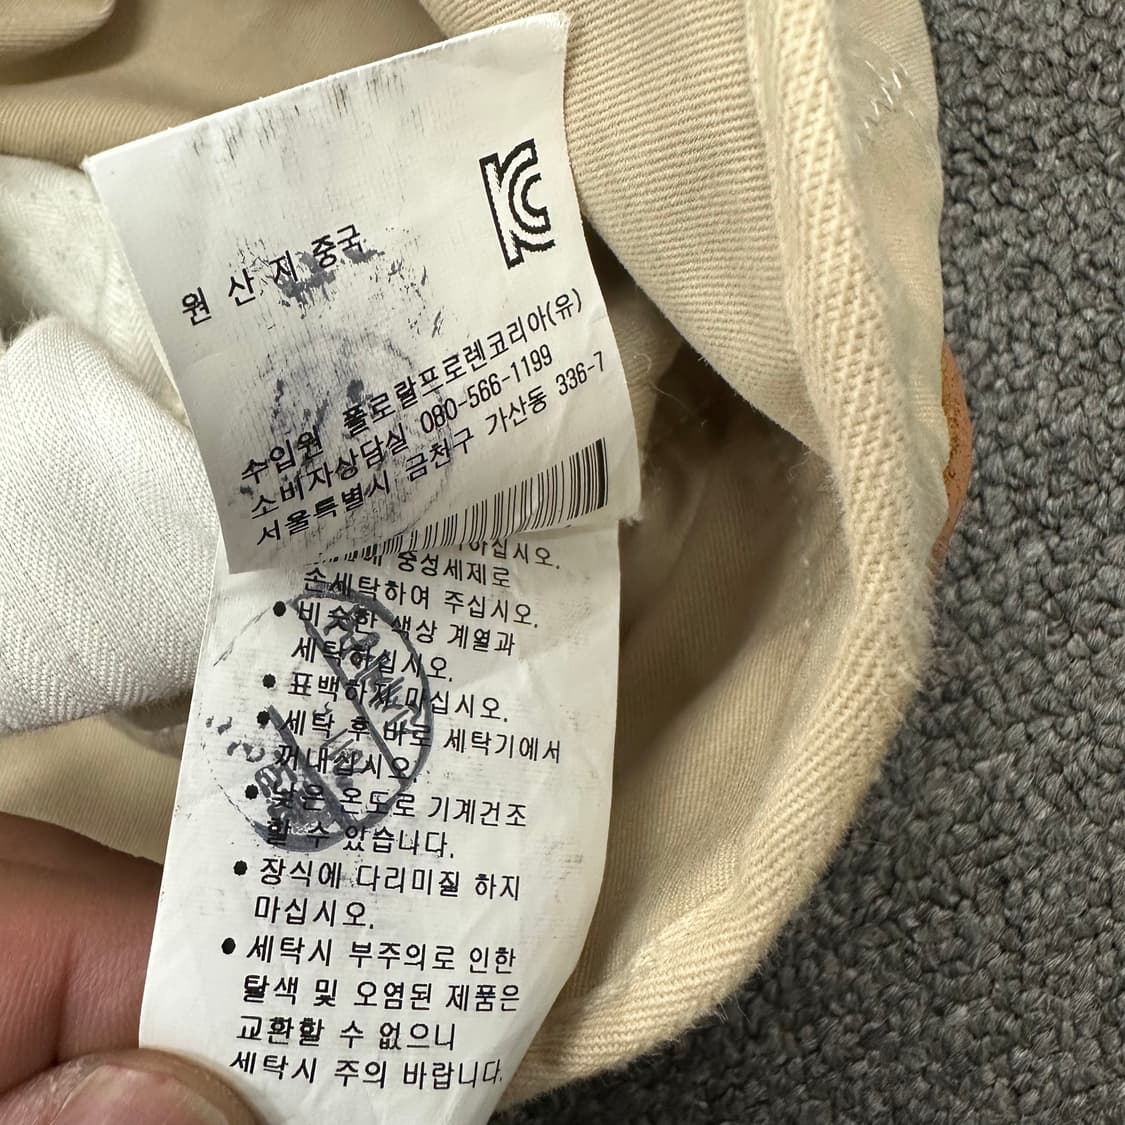 KC
원 산 지 중국
수입원 폴로랄프로렌코리아(유)
소비자상담실 080-566-1199
서울특별시 금천구 가산동 336-7
중성세제로
손세탁하여 주십시오.
● 비슷한 색상 계열과
세탁하십시오.
● 표백하지 마십시오.
● 세탁 후 바로 세탁기에서
꺼내십시오.
● 낮은 온도로 기계건조
할 수 있습니다.
● 장식에 다리미질 하지
마십시오.
● 세탁시 부주의로 인한
탈색 및 오염된 제품은
교환할 수 없으니
세탁시 주의 바랍니다.